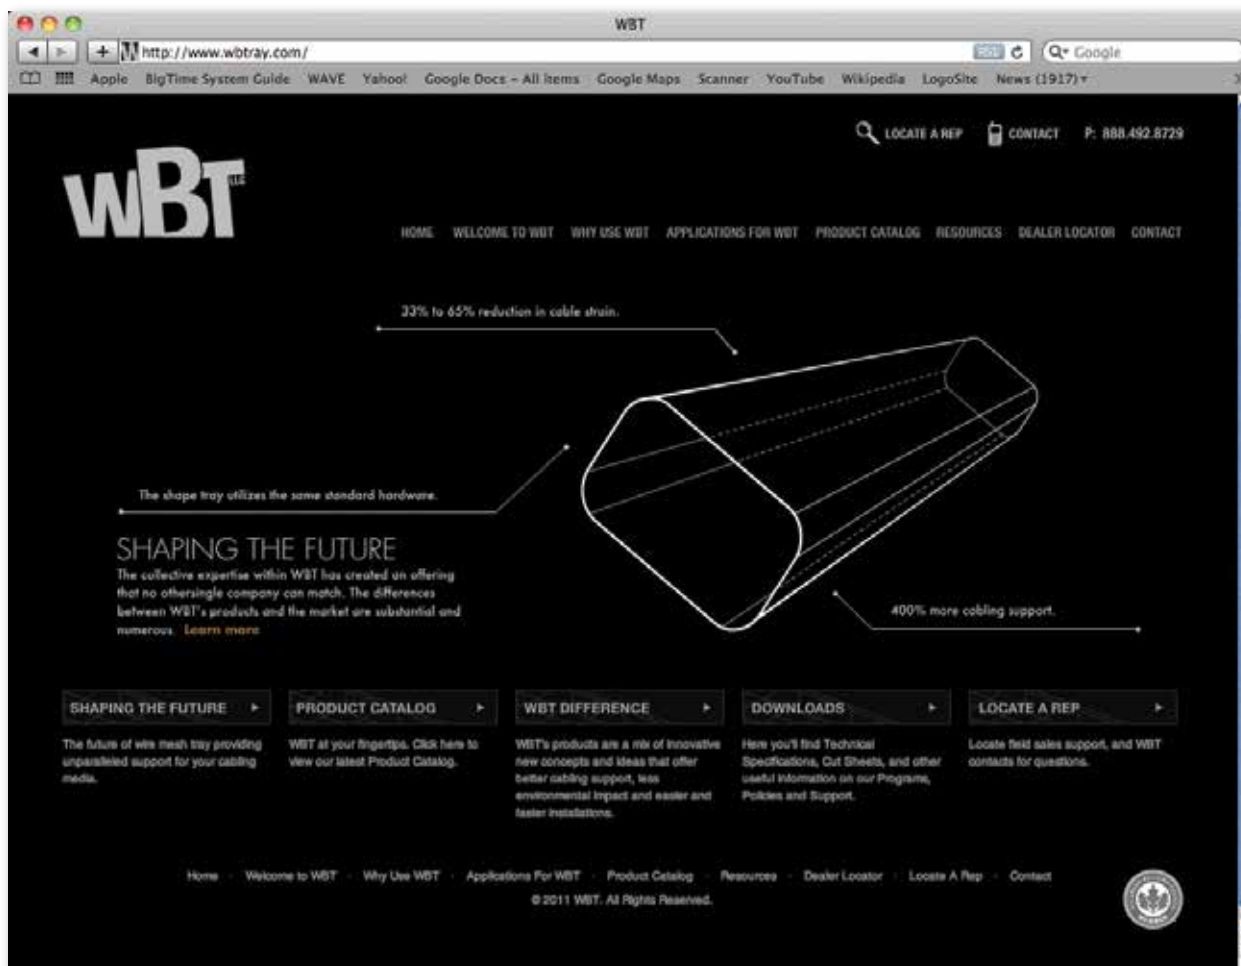 WBT
http://www.wbtray.com/
RSS
Google
Apple BigTime System Guide WAVE Yahoo! Google Docs – All items Google Maps Scanner YouTube Wikipedia LogoSite News (1917)
LOCATE A REP CONTACT P: 888.492.8729
WBT LLC
HOME WELCOME TO WBT WHY USE WBT APPLICATIONS FOR WBT PRODUCT CATALOG RESOURCES DEALER LOCATOR CONTACT
33% to 65% reduction in cable strain.
The shape tray utilizes the same standard hardware.
SHAPING THE FUTURE
The collective expertise within WBT has created an offering
that no othersingle company can match. The differences
between WBT's products and the market are substantial and
numerous. Learn more
400% more cabling support.
SHAPING THE FUTURE
The future of wire mesh tray providing
unparalleled support for your cabling
media.
PRODUCT CATALOG
WBT at your fingertips. Click here to
view our latest Product Catalog.
WBT DIFFERENCE
WBT's products are a mix of innovative
new concepts and ideas that offer
better cabling support, less
environmental impact and easier and
faster installations.
DOWNLOADS
Here you'll find Technical
Specifications, Cut Sheets, and other
useful information on our Programs,
Policies and Support.
LOCATE A REP
Locate field sales support, and WBT
contacts for questions.
Home Welcome to WBT Why Use WBT Applications For WBT Product Catalog Resources Dealer Locator Locate A Rep Contact
© 2011 WBT. All Rights Reserved.